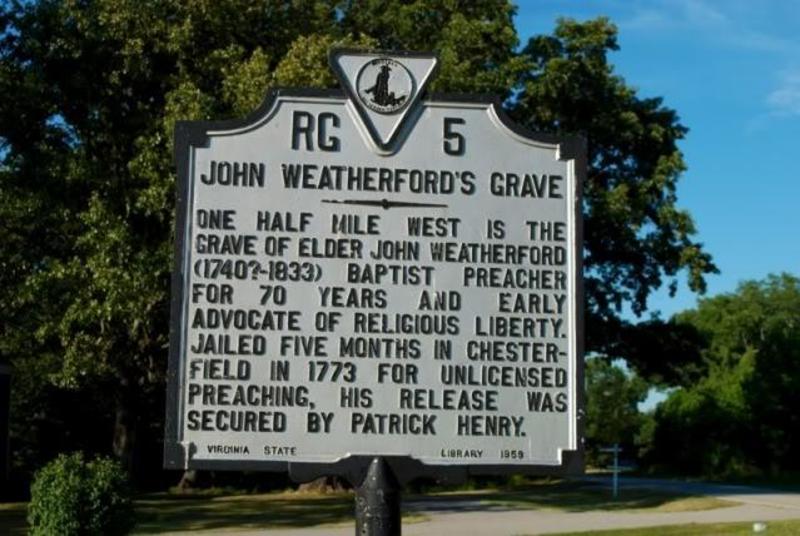 RG 5
JOHN WEATHERFORD'S GRAVE
ONE HALF MILE WEST IS THE
GRAVE OF ELDER JOHN WEATHERFORD
(1740?-1833) BAPTIST PREACHER
FOR 70 YEARS AND EARLY
ADVOCATE OF RELIGIOUS LIBERTY.
JAILED FIVE MONTHS IN CHESTER-
FIELD IN 1773 FOR UNLICENSED
PREACHING, HIS RELEASE WAS
SECURED BY PATRICK HENRY.
VIRGINIA STATE LIBRARY 1959